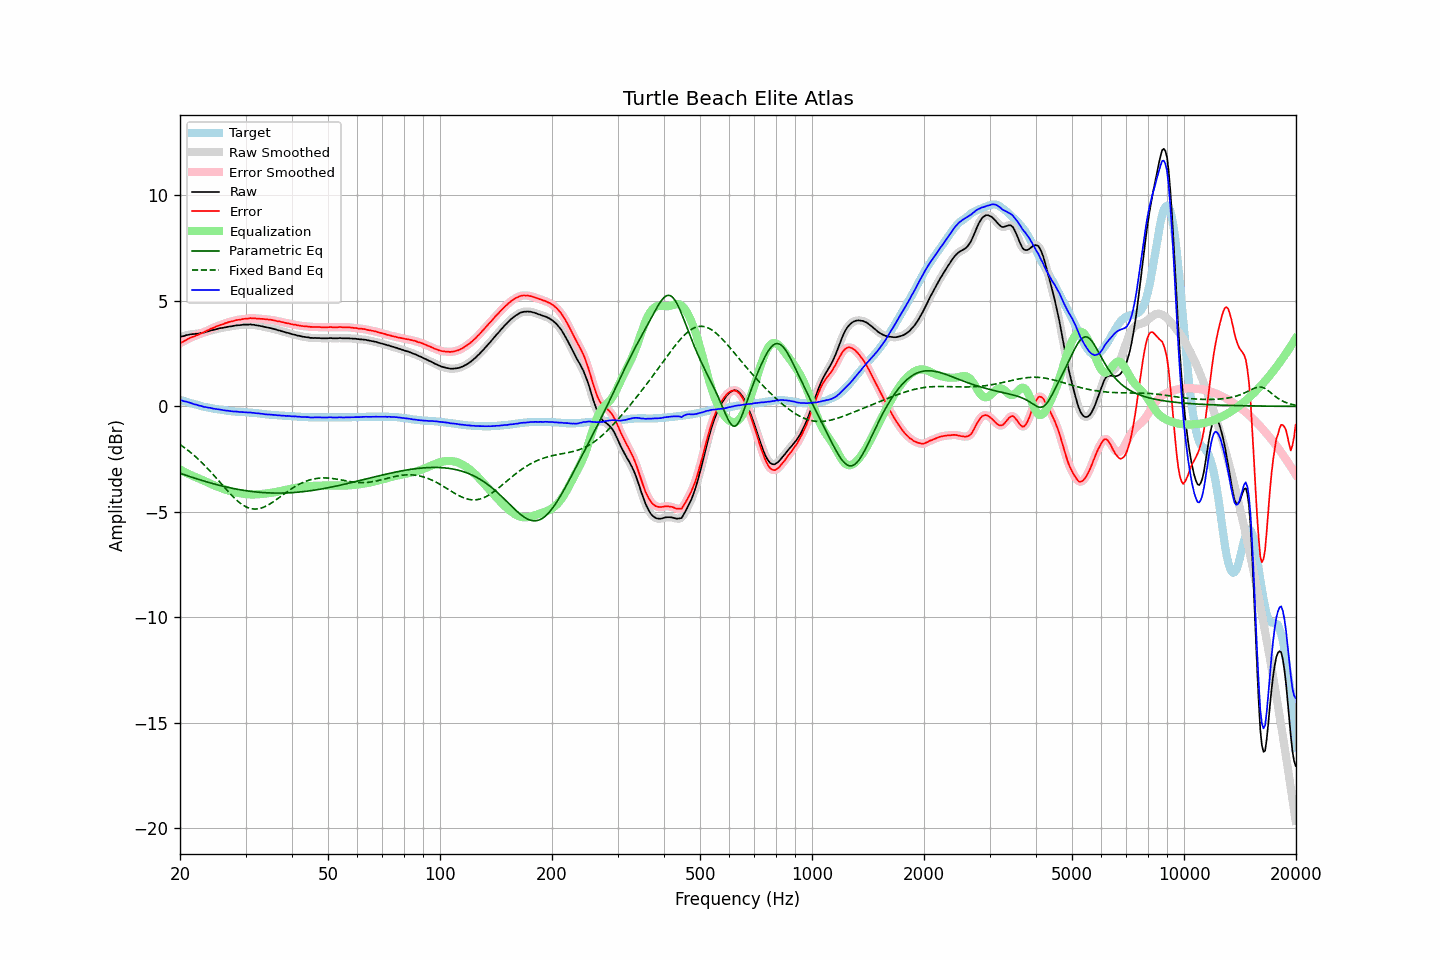 Turtle Beach Elite Atlas
Target
Raw Smoothed
Error Smoothed
Raw
Error
Equalization
Parametric Eq
Fixed Band Eq
Equalized
Amplitude (dBr)
10
5
0
−5
−10
−15
−20
20 50 100 200 500 1000 2000 5000 10000 20000
Frequency (Hz)